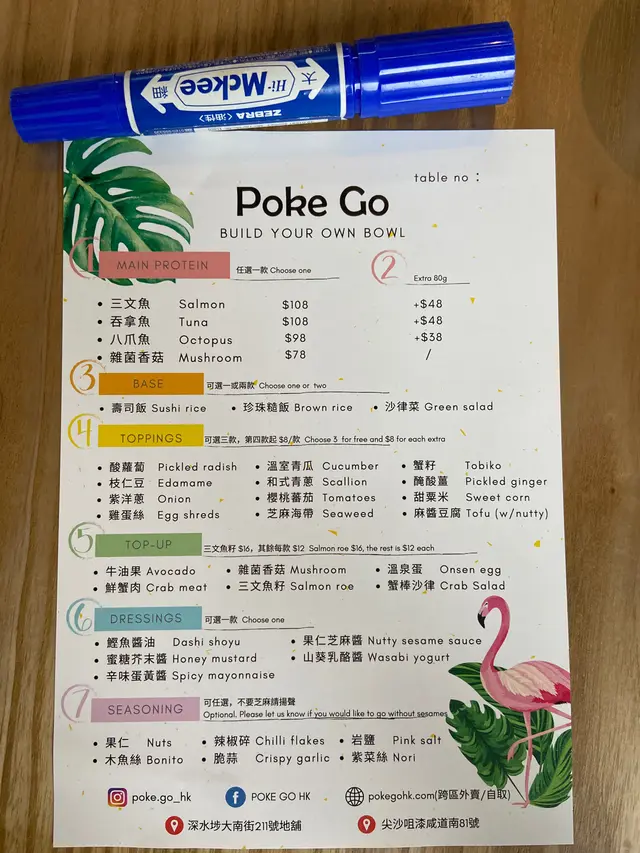 大 Hi-Mckee 細
ZEBRA〈油性〉
table no：
Poke Go
BUILD YOUR OWN BOWL
1 MAIN PROTEIN 任選一款 Choose one 2 Extra 80g
• 三文魚 Salmon $108 +$48
• 吞拿魚 Tuna $108 +$48
• 八爪魚 Octopus $98 +$38
• 雜菌香菇 Mushroom $78 /
3 BASE 可選一或兩款 Choose one or two
• 壽司飯 Sushi rice • 珍珠糙飯 Brown rice • 沙律菜 Green salad
4 TOPPINGS 可選三款，第四款起 $8/款 Choose 3 for free and $8 for each extra
• 酸蘿蔔 Pickled radish • 溫室青瓜 Cucumber • 蟹籽 Tobiko
• 枝仁豆 Edamame • 和式青蔥 Scallion • 醃酸薑 Pickled ginger
• 紫洋蔥 Onion • 櫻桃蕃茄 Tomatoes • 甜粟米 Sweet corn
• 雞蛋絲 Egg shreds • 芝麻海帶 Seaweed • 麻醬豆腐 Tofu (w/nutty)
5 TOP-UP 三文魚籽 $16，其餘每款 $12 Salmon roe $16, the rest is $12 each
• 牛油果 Avocado • 雜菌香菇 Mushroom • 溫泉蛋 Onsen egg
• 鮮蟹肉 Crab meat • 三文魚籽 Salmon roe • 蟹棒沙律 Crab Salad
6 DRESSINGS 可選一款 Choose one
• 鰹魚醬油 Dashi shoyu • 果仁芝麻醬 Nutty sesame sauce
• 蜜糖芥末醬 Honey mustard • 山葵乳酪醬 Wasabi yogurt
• 辛味蛋黃醬 Spicy mayonnaise
7 SEASONING 可任選，不要芝麻請揚聲
Optional. Please let us know if you would like to go without sesames
• 果仁 Nuts • 辣椒碎 Chilli flakes • 岩鹽 Pink salt
• 木魚絲 Bonito • 脆蒜 Crispy garlic • 紫菜絲 Nori
poke.go_hk POKE GO HK pokegohk.com(跨區外賣/自取)
深水埗大南街211號地舖 尖沙咀漆咸道南81號